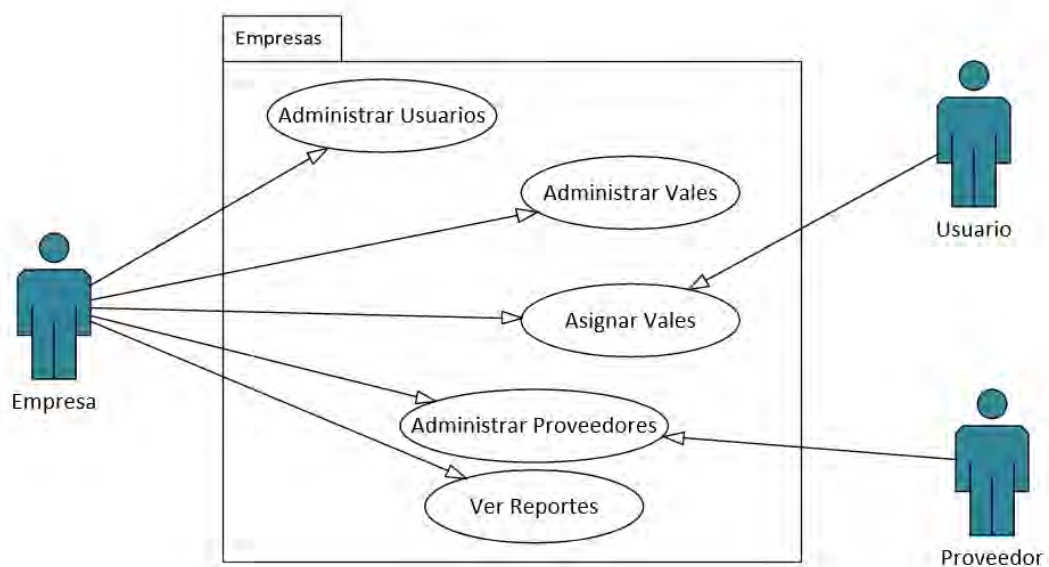 Empresas
Administrar Usuarios
Administrar Vales
Usuario
Asignar Vales
Empresa
Administrar Proveedores
Ver Reportes
Proveedor